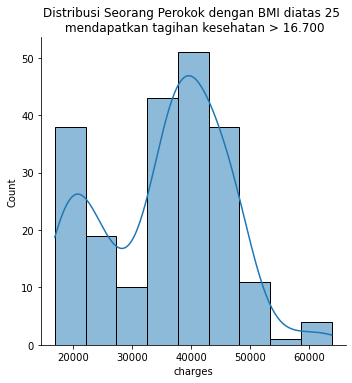 Distribusi Seorang Perokok dengan BMI diatas 25
mendapatkan tagihan kesehatan > 16.700
50
40
30
20
10
0
Count
20000 30000 40000 50000 60000
charges